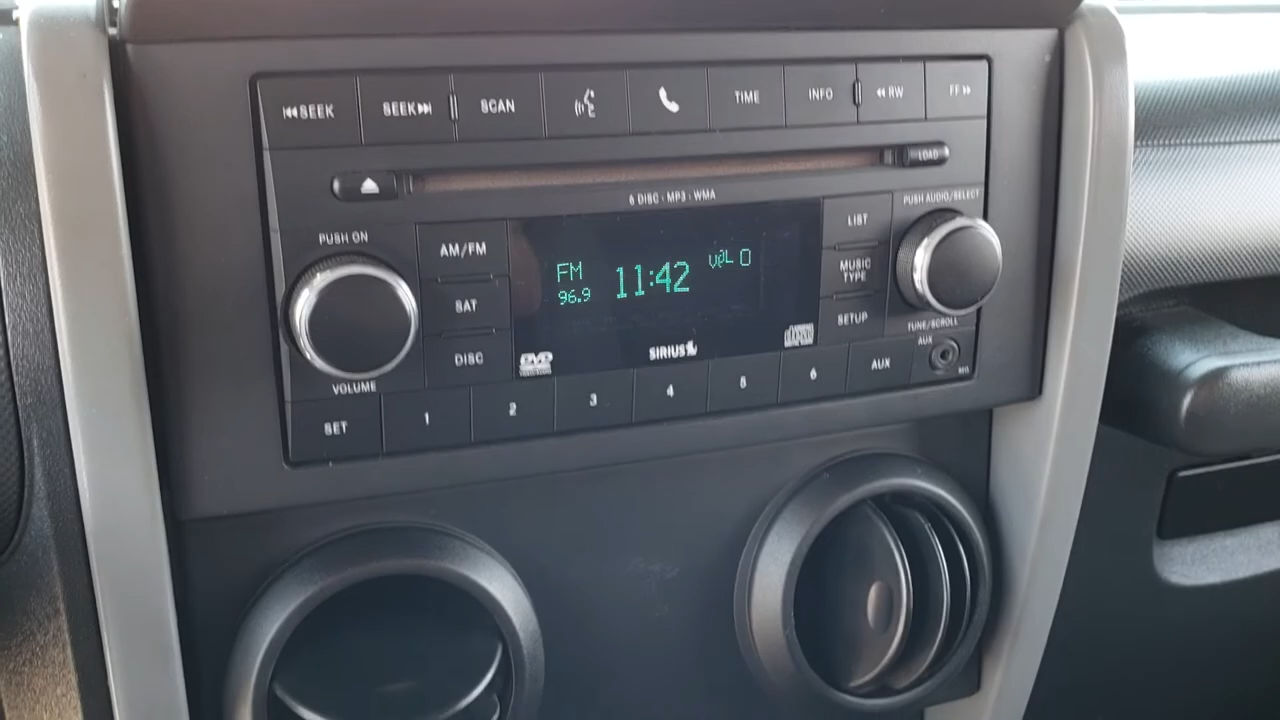 SEEK
SEEK
SCAN
TIME
INFO
RW
FF
LOAD
6 DISC · MP3 · WMA
PUSH AUDIO/SELECT
PUSH ON
AM/FM
LIST
FM
11:42
VOL 0
96.9
MUSIC
TYPE
SAT
SETUP
TUNE/SCROLL
DISC
DVD
SIRIUS
AUX
VOLUME
SET
1
2
3
4
5
6
AUX